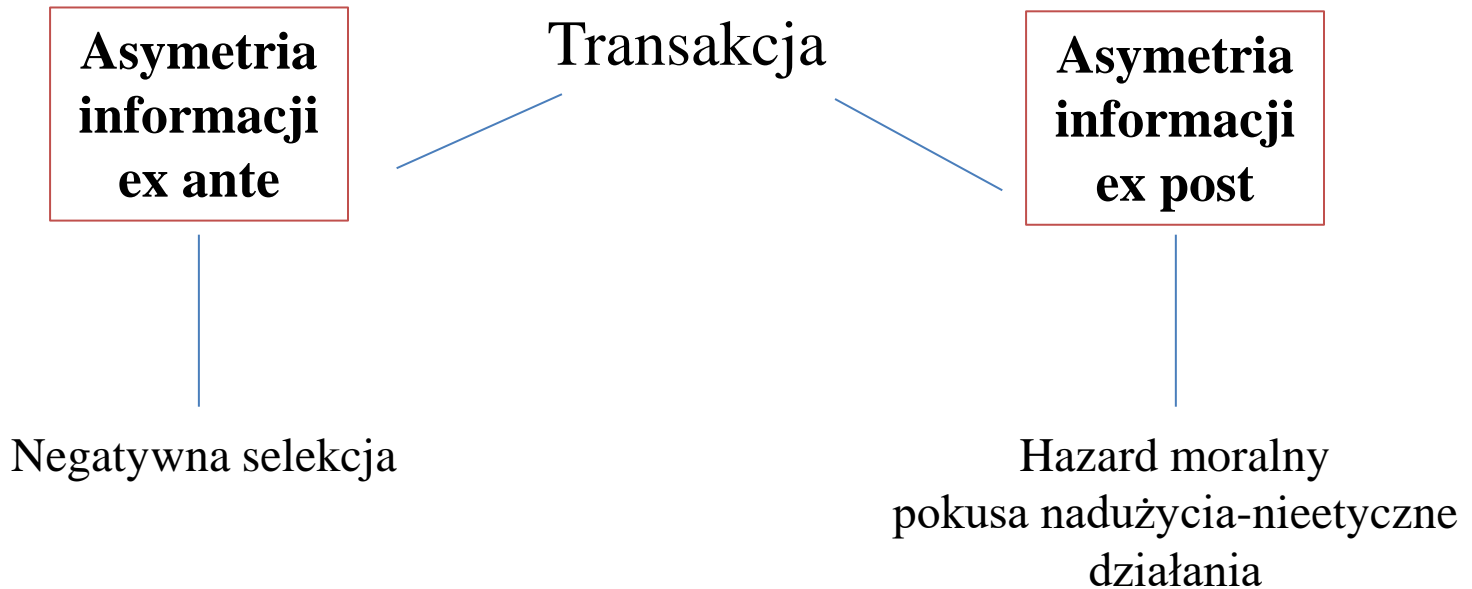 Transakcja
Asymetria
informacji
ex ante
Asymetria
informacji
ex post
Negatywna selekcja
Hazard moralny
pokusa nadużycia-nieetyczne
działania